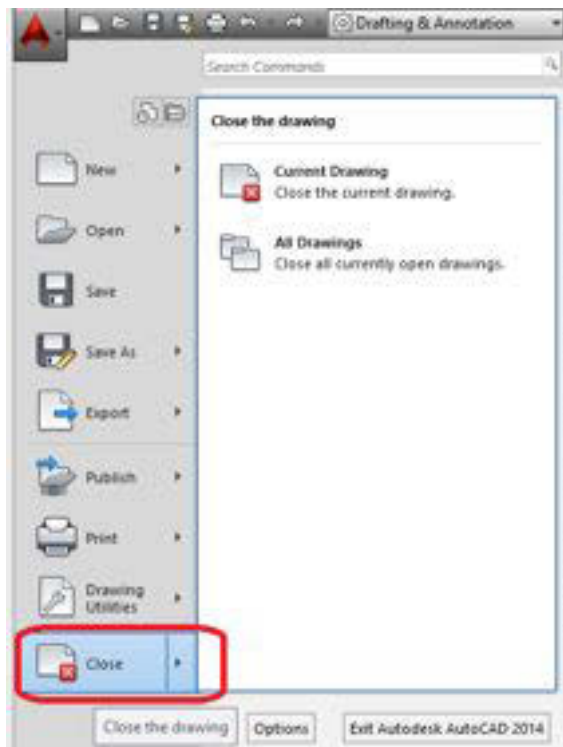 Drafting & Annotation
Search Commands
Close the drawing
New
Current Drawing
Close the current drawing.
Open
All Drawings
Close all currently open drawings.
Save
Save As
Export
Publish
Print
Drawing
Utilities
Close
Close the drawing
Options
Exit Autodesk AutoCAD 2014